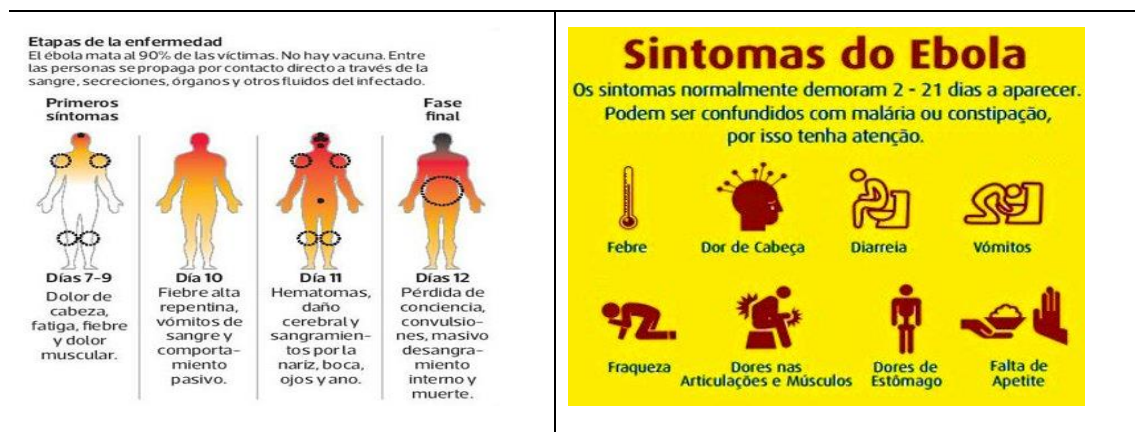 Etapas de la enfermedad
El ébola mata al 90% de las víctimas. No hay vacuna. Entre
las personas se propaga por contacto directo a través de la
sangre, secreciones, órganos y otros fluidos del infectado.
Primeros
síntomas
Fase
final
Días 7-9
Dolor de
cabeza,
fatiga, fiebre
y dolor
muscular.
Día 10
Fiebre alta
repentina,
vómitos de
sangre y
comporta-
miento
pasivo.
Día 11
Hematomas,
daño
cerebral y
sangramien-
tos por la
nariz, boca,
ojos y ano.
Días 12
Pérdida de
conciencia,
convulsio-
nes, masivo
desangra-
miento
interno y
muerte.
Sintomas do Ebola
Os sintomas normalmente demoram 2 - 21 dias a aparecer.
Podem ser confundidos com malária ou constipação,
por isso tenha atenção.
Febre
Dor de Cabeça
Diarreia
Vómitos
Fraqueza
Dores nas
Articulações e Músculos
Dores de
Estômago
Falta de
Apetite